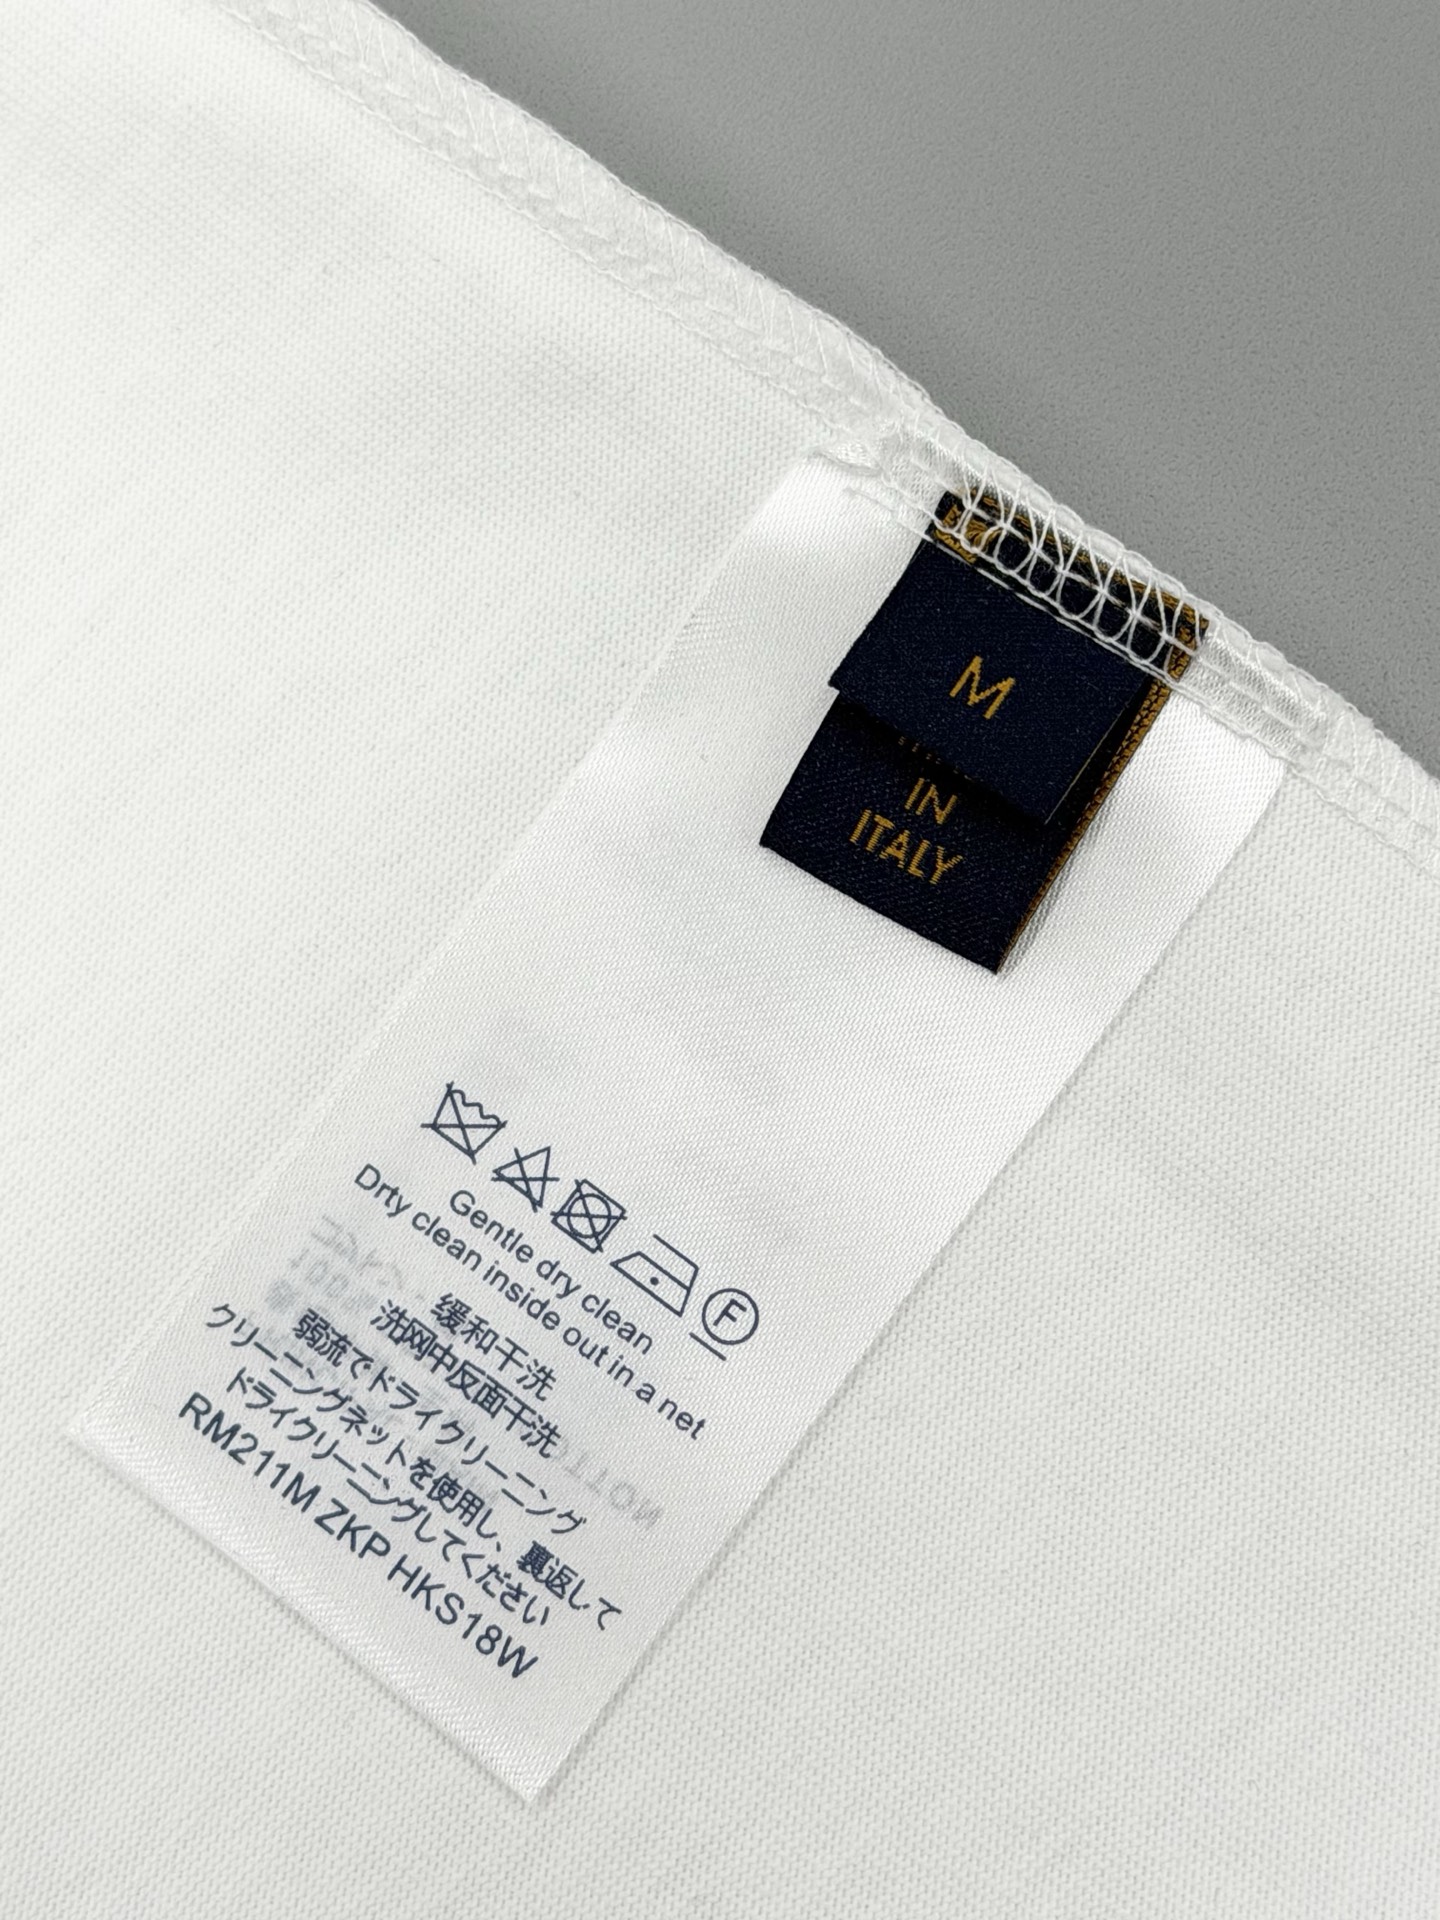 M
IN
ITALY
F
Gentle dry clean
Drty clean inside out in a net
缓和干洗
洗网中反面干洗
弱流でドライクリーニング
クリーニングネットを使用し、裏返して
ドライクリーニングしてください
RM211M ZKP HKS18W